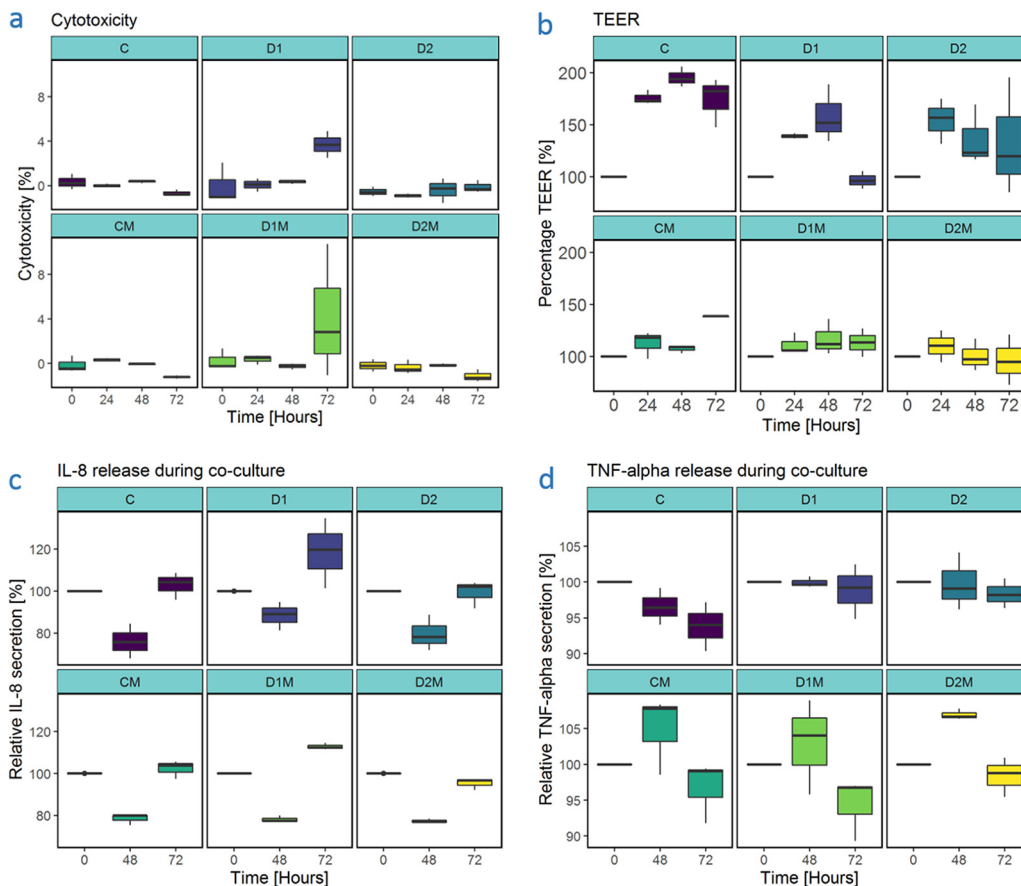 a Cytotoxicity
C D1 D2
8
4
0
CM D1M D2M
8
4
0
0 24 48 72 0 24 48 72 0 24 48 72
Time [Hours]
Cytotoxicity [%]
b TEER
C D1 D2
200
150
100
CM D1M D2M
200
150
100
0 24 48 72 0 24 48 72 0 24 48 72
Time [Hours]
Percentage TEER [%]
c IL-8 release during co-culture
C D1 D2
120
100
80
CM D1M D2M
120
100
80
0 48 72 0 48 72 0 48 72
Time [Hours]
Relative IL-8 secretion [%]
d TNF-alpha release during co-culture
C D1 D2
105
100
95
90
CM D1M D2M
105
100
95
90
0 48 72 0 48 72 0 48 72
Time [Hours]
Relative TNF-alpha secretion [%]